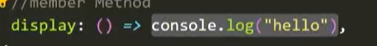 //member Method
display: () => console.log("hello"),